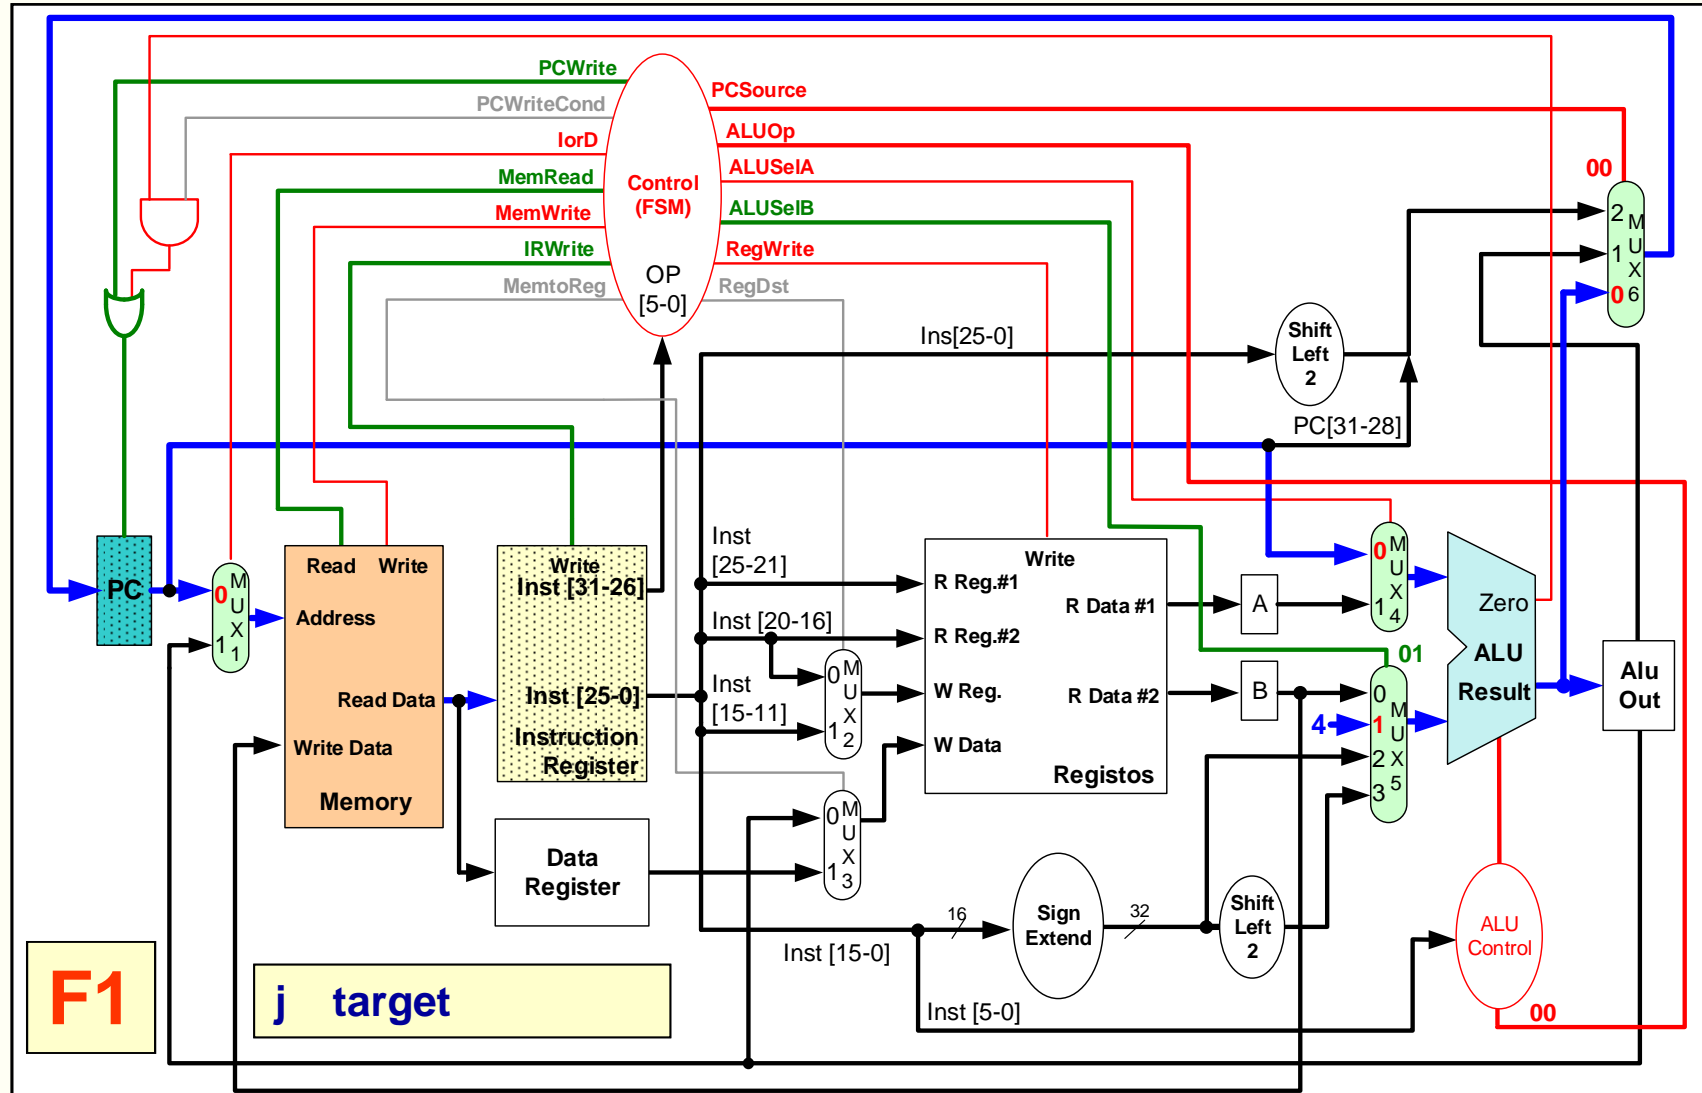 PCWrite
PCWriteCond
IorD
MemRead
MemWrite
IRWrite
MemtoReg
PCSource
ALUOp
ALUSelA
ALUSelB
RegWrite
RegDst
Control
(FSM)
OP
[5-0]
00
2
1
0
M
U
X
6
Ins[25-0]
Shift
Left
2
PC[31-28]
PC
0
1
M
U
X
1
Read Write
Address
Read Data
Write Data
Memory
Write
Inst [31-26]
Inst [25-0]
Instruction
Register
Data
Register
Inst
[25-21]
Inst [20-16]
Inst
[15-11]
0
1
M
U
X
2
0
1
M
U
X
3
Write
R Reg.#1
R Reg.#2
W Reg.
W Data
R Data #1
R Data #2
Registos
A
B
0
1
M
U
X
4
01
4
0
1
2
3
M
U
X
5
Zero
ALU
Result
Alu
Out
Inst [15-0]
16
Sign
Extend
32
Shift
Left
2
Inst [5-0]
ALU
Control
00
F1
j target